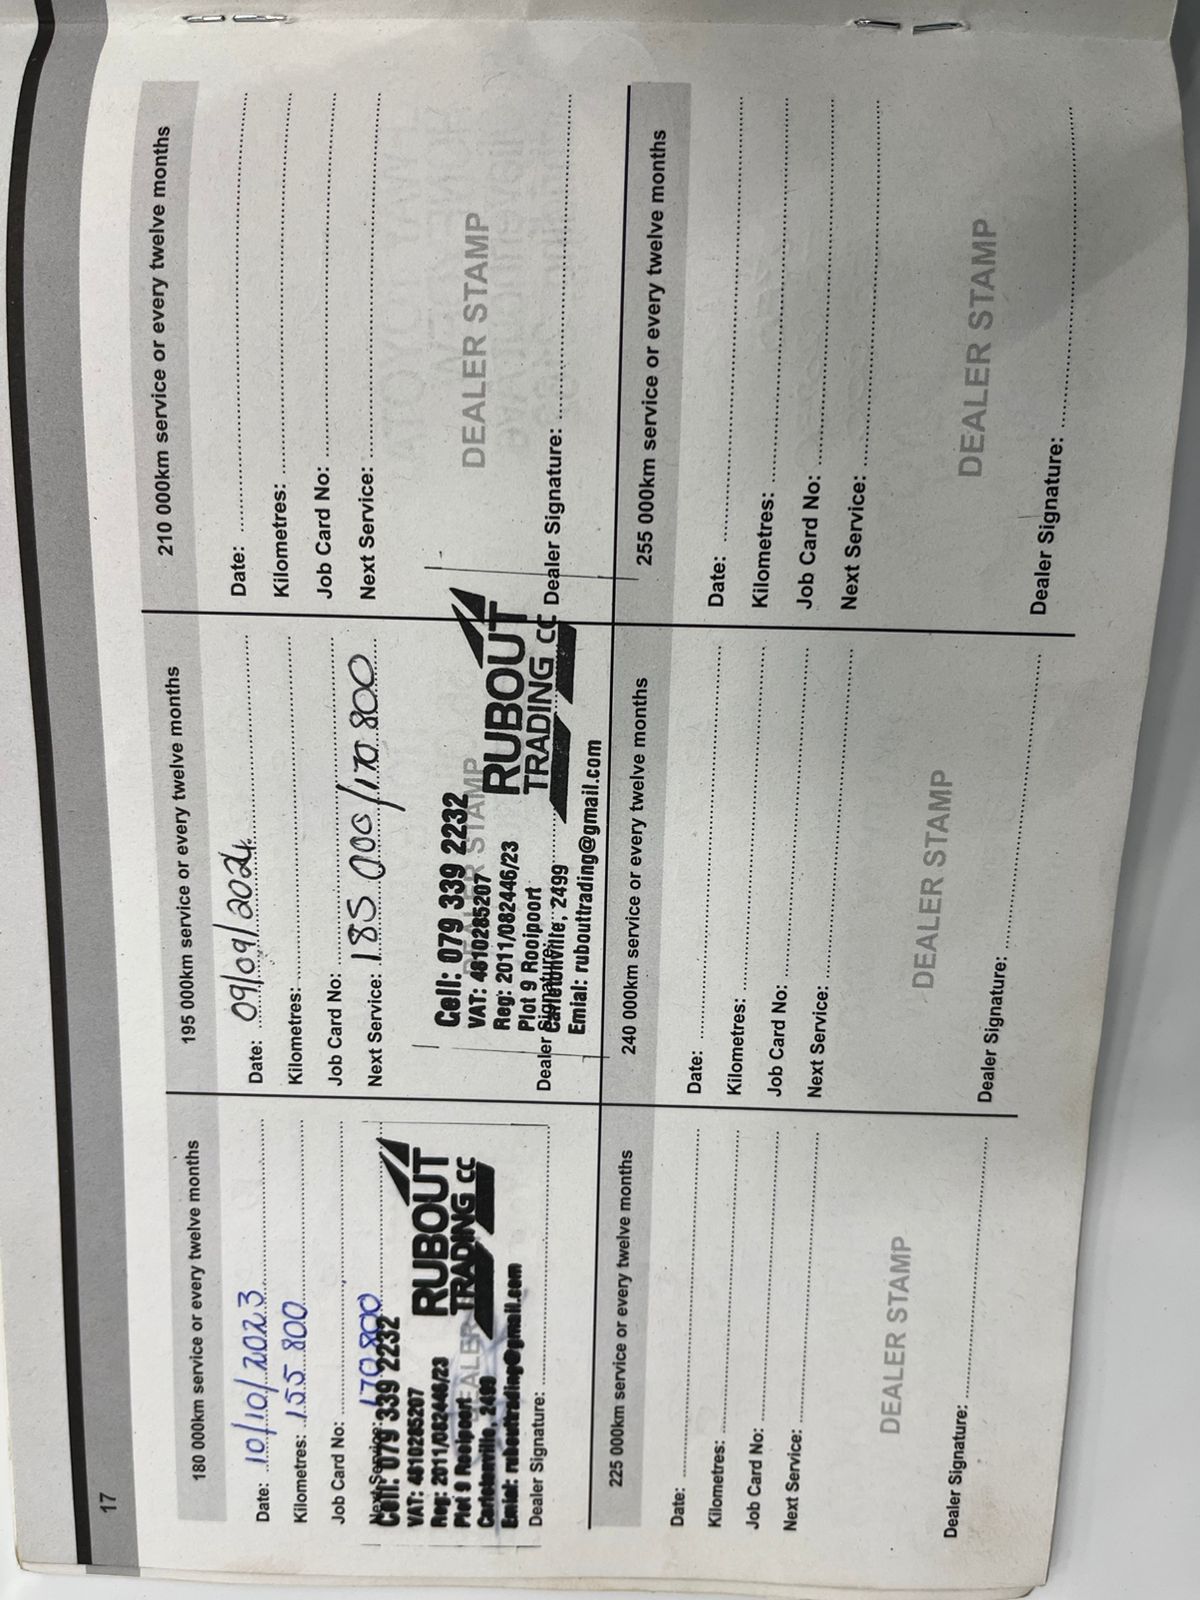 17
180 000km service or every twelve months
Date: 10/10/2023
Kilometres: 155 800
Job Card No:
Next Service: 170 800
Cell: 079 339 2232
VAT: 4810285207
Reg: 2011/082446/23
Plot 9 Rooipoort
Carletonville, 2499
Emial: rubouttrading@gmail.com
RUBOUT
TRADING CC
DEALER
Dealer Signature:
195 000km service or every twelve months
Date: 09/09/2024
Kilometres:
Job Card No:
Next Service: 185 000/170 800
Cell: 079 339 2232
VAT: 4810285207
Reg: 2011/082446/23
Plot 9 Rooipoort
Carletonville, 2499
Emial: rubouttrading@gmail.com
RUBOUT
TRADING CC
DEALER STAMP
Dealer Signature:
210 000km service or every twelve months
Date:
Kilometres:
Job Card No:
Next Service:
DEALER STAMP
Dealer Signature:
225 000km service or every twelve months
Date:
Kilometres:
Job Card No:
Next Service:
DEALER STAMP
Dealer Signature:
240 000km service or every twelve months
Date:
Kilometres:
Job Card No:
Next Service:
DEALER STAMP
Dealer Signature:
255 000km service or every twelve months
Date:
Kilometres:
Job Card No:
Next Service:
DEALER STAMP
Dealer Signature: